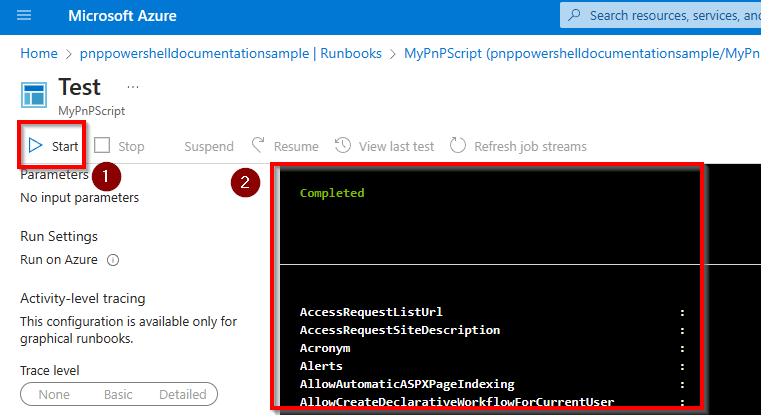 Microsoft Azure
Search resources, services, and
Home > pnppowershelldocumentationsample | Runbooks > MyPnPScript (pnppowershelldocumentationsample/MyPn
Test ...
MyPnPScript
Start Stop Suspend Resume View last test Refresh job streams
Parameters
1
2
No input parameters
Run Settings
Run on Azure
Activity-level tracing
This configuration is available only for
graphical runbooks.
Trace level
None Basic Detailed
Completed
AccessRequestListUrl :
AccessRequestSiteDescription :
Acronym :
Alerts :
AllowAutomaticASPXPageIndexing :
AllowCreateDeclarativeWorkflowForCurrentUser :